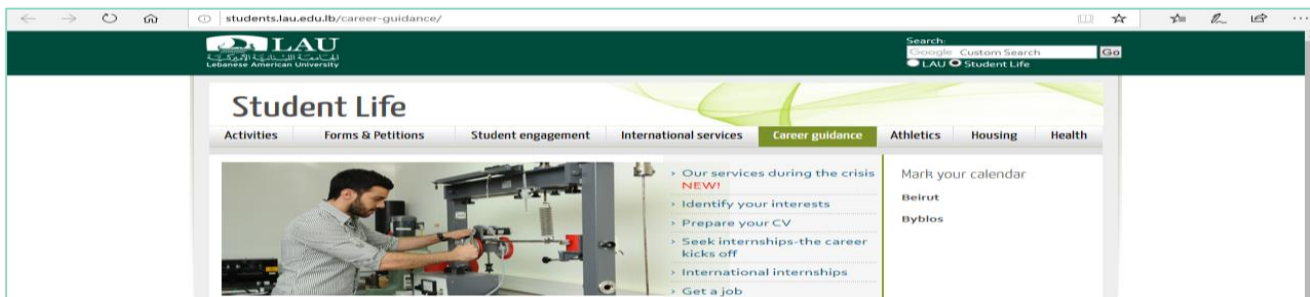 students.lau.edu.lb/career-guidance/
LAU
الجامعة اللبنانية الأميركية
Lebanese American University
Search:
Google Custom Search
Go
LAU Student Life
Student Life
Activities Forms & Petitions Student engagement International services Career guidance Athletics Housing Health
› Our services during the crisis
NEW!
› Identify your interests
› Prepare your CV
› Seek internships-the career
kicks off
› International internships
› Get a job
Mark your calendar
Beirut
Byblos